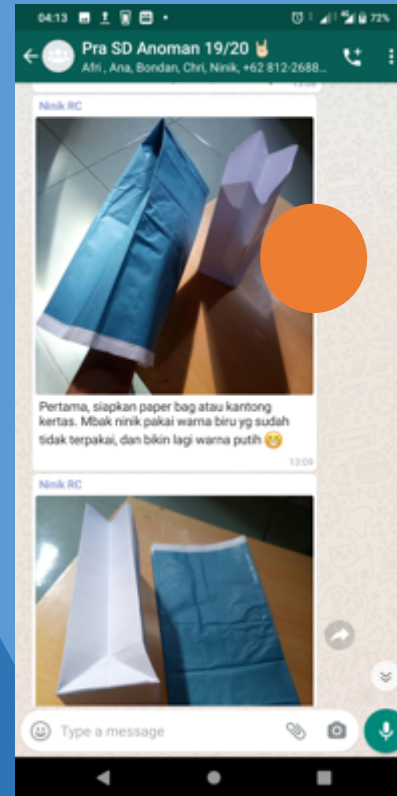 04:13
72%
Pra SD Anoman 19/20
Afri , Ana, Bondan, Chri, Ninik, +62 812-2688...
13:08
Ninik RC
Pertama, siapkan paper bag atau kantong
kertas. Mbak ninik pakai warna biru yg sudah
tidak terpakai, dan bikin lagi warna putih
13:09
Ninik RC
Type a message